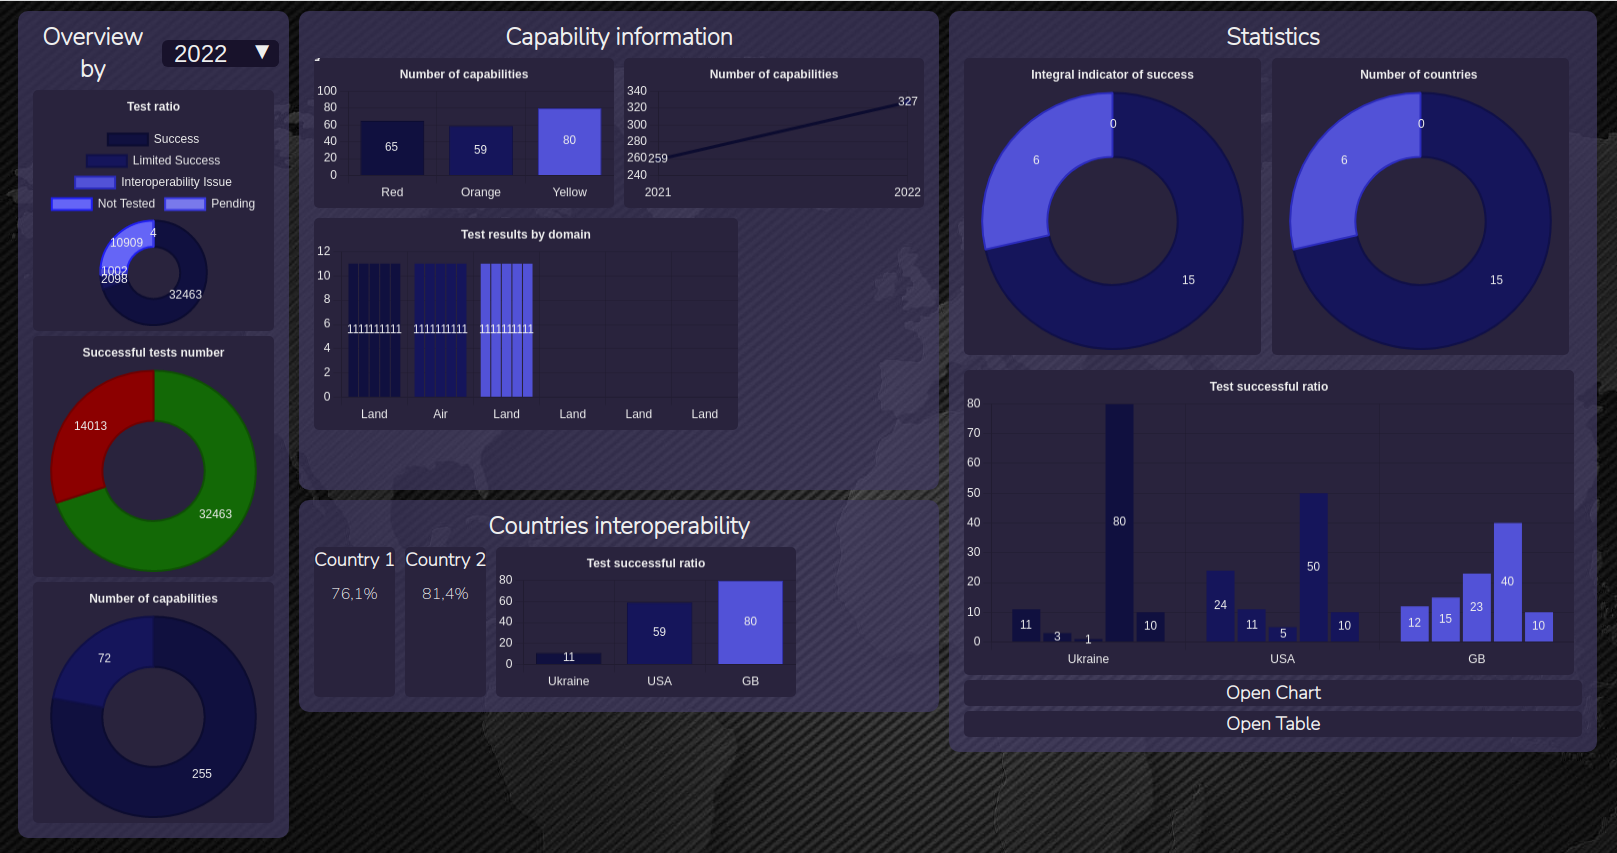 Overview
by
2022 ▼
Test ratio
Success
Limited Success
Interoperability Issue
Not Tested Pending
4
10909
1002
2098
32463
Successful tests number
14013
32463
Number of capabilities
72
255
Capability information
Number of capabilities
100
80
60
40
20
0
65
59
80
Red Orange Yellow
Number of capabilities
340
320
300
280
260
240
259
327
2021 2022
Test results by domain
12
10
8
6
4
2
0
1111111111 1111111111 1111111111
Land Air Land Land Land Land
Countries interoperability
Country 1
76,1%
Country 2
81,4%
Test successful ratio
80
60
40
20
0
11
59
80
Ukraine USA GB
Statistics
Integral indicator of success
0
6
15
Number of countries
0
6
15
Test successful ratio
80
70
60
50
40
30
20
10
0
11 3 1 80 10
24 11 5 50 10
12 15 23 40 10
Ukraine USA GB
Open Chart
Open Table